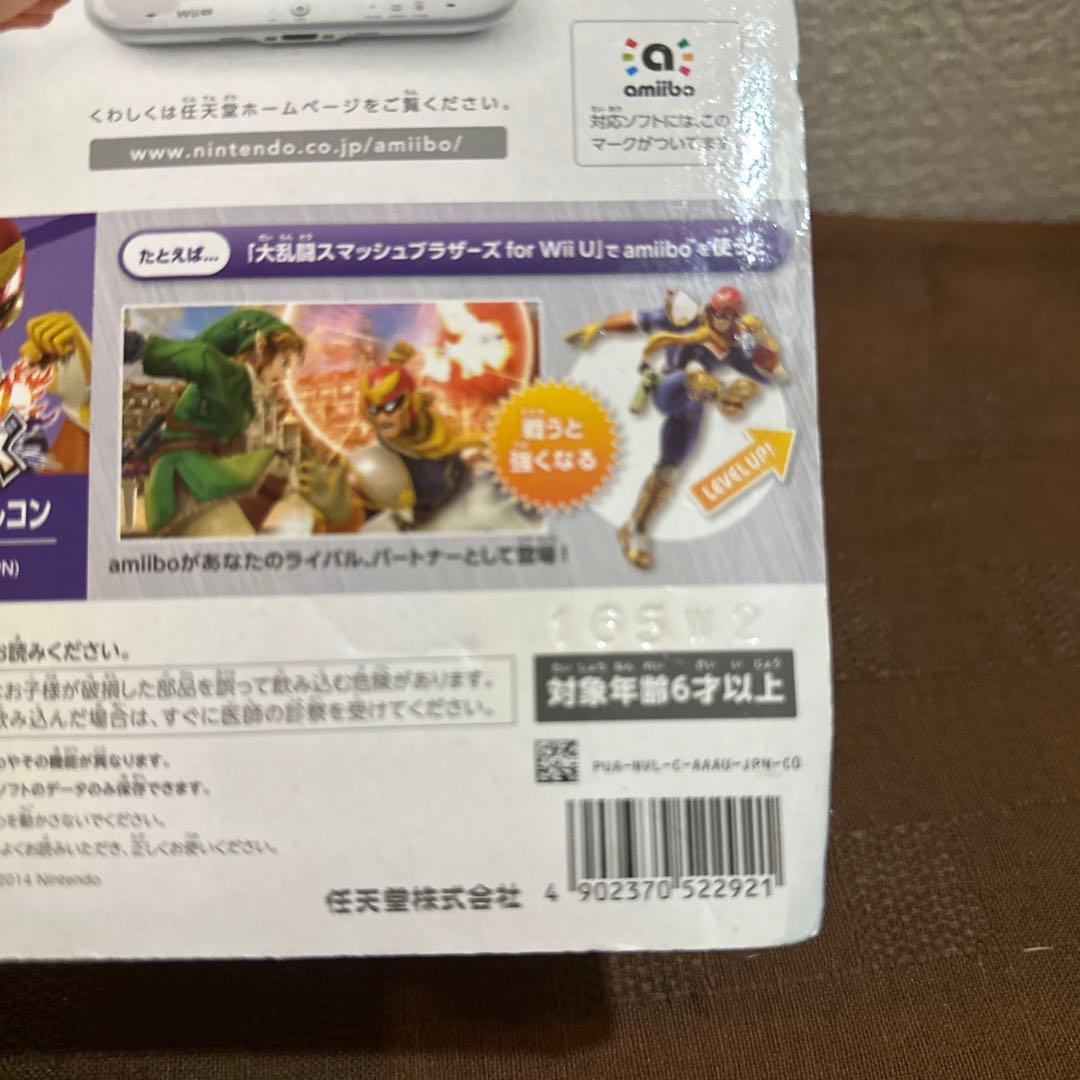 Wii U
くわしくは任天堂ホームページをご覧ください。
www.nintendo.co.jp/amiibo/
a
amiibo
対応ソフトには、この
マークがついてます
たとえば… 「大乱闘スマッシュブラザーズ for Wii U」で amiibo を使うと
戦うと
強くなる
LEVEL UP!
ルコン
PN)
amiiboがあなたのライバル、パートナーとして登場!
165 2
お読みください。
対象年齢6才以上
お子様が破損した部品を誤って飲み込む危険があります。
飲み込んだ場合は、すぐに医師の診察を受けてください。
やその機能が異なります。
ソフトのデータのみ保存できます。
を動かさないでください。
よくお読みいただき、正しくお使いください。
PUA-NVL-C-AAAU-JPN-C0
2014 Nintendo
任天堂株式会社
4 902370 522921